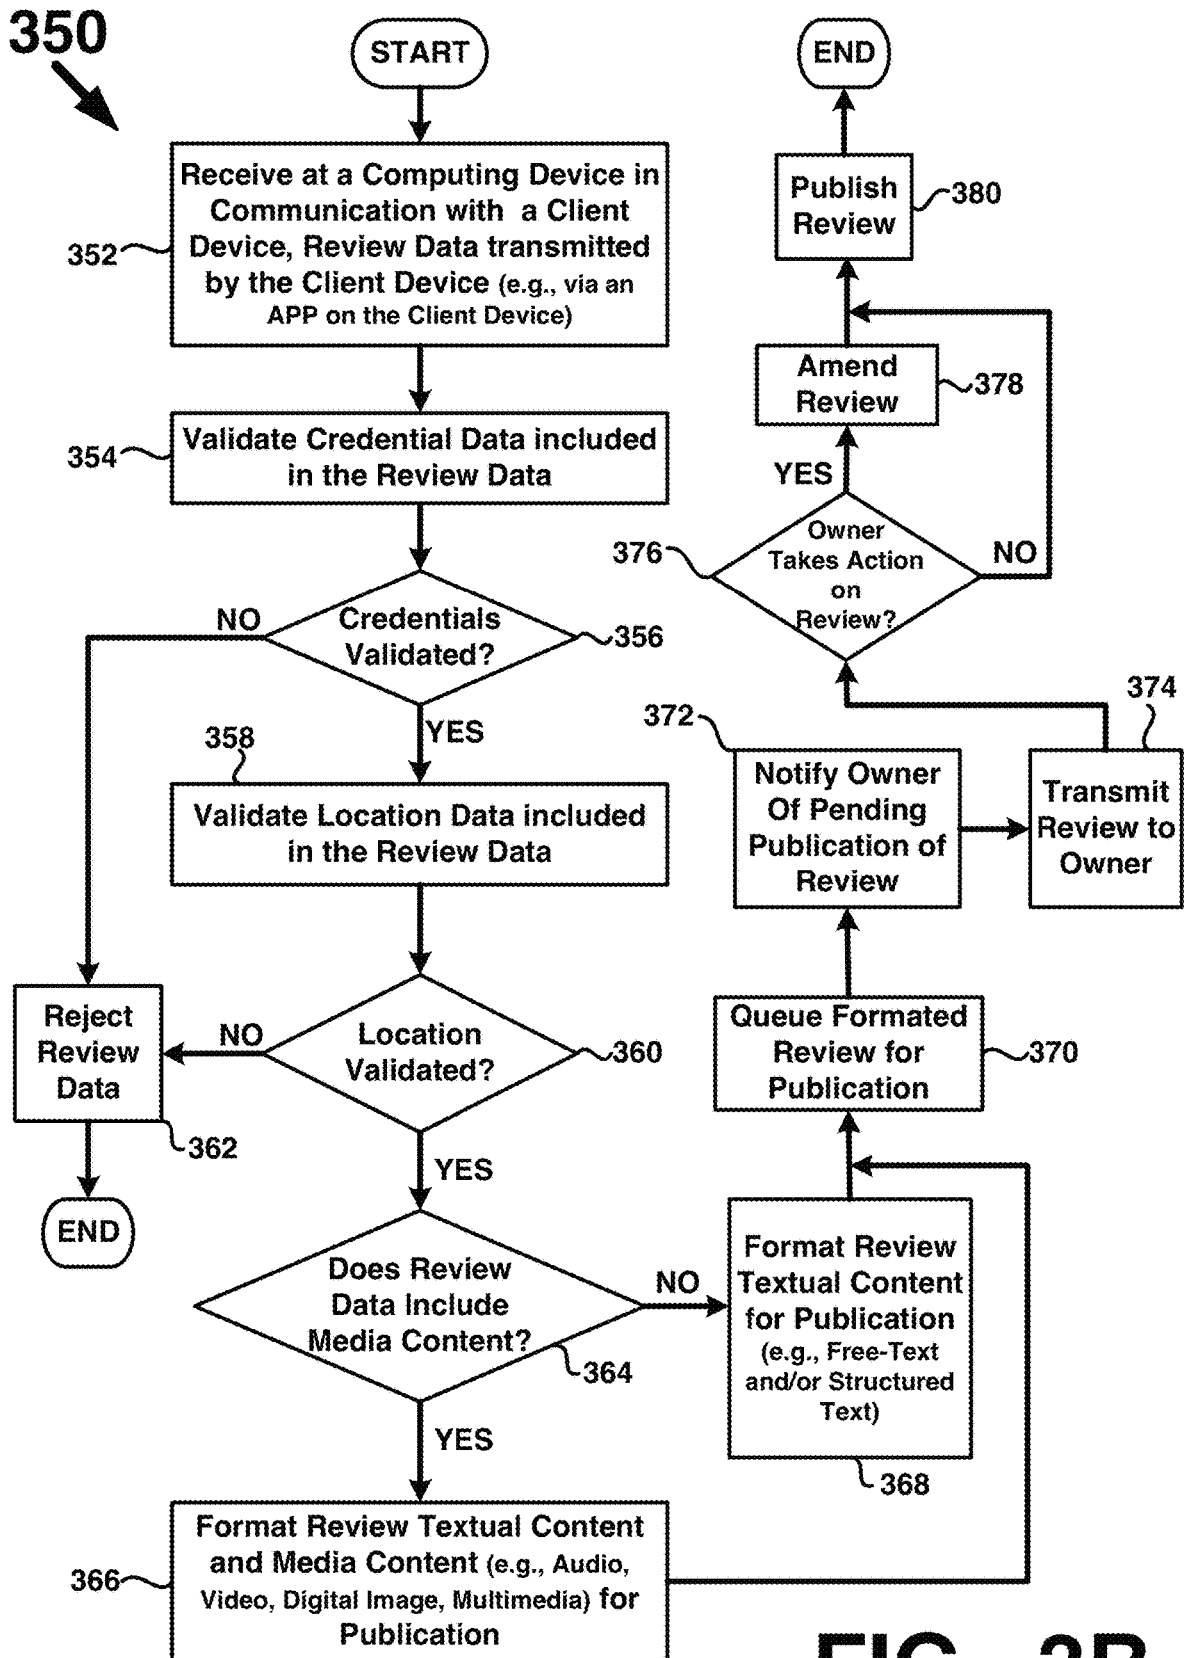 350
START
Receive at a Computing Device in
Communication with a Client
Device, Review Data transmitted
by the Client Device (e.g., via an
APP on the Client Device)
352
Validate Credential Data included
in the Review Data
354
Credentials
Validated?
356
NO
YES
358
Validate Location Data included
in the Review Data
Location
Validated?
360
NO
Reject
Review
Data
362
END
YES
Does Review
Data Include
Media Content?
364
NO
YES
Format Review Textual Content
and Media Content (e.g., Audio,
Video, Digital Image, Multimedia) for
Publication
366
Format Review
Textual Content
for Publication
(e.g., Free-Text
and/or Structured
Text)
368
Queue Formated
Review for
Publication
370
372
Notify Owner
Of Pending
Publication of
Review
374
Transmit
Review to
Owner
Owner
Takes Action
on
Review?
376
NO
YES
Amend
Review
378
Publish
Review
380
END
FIG. 3B